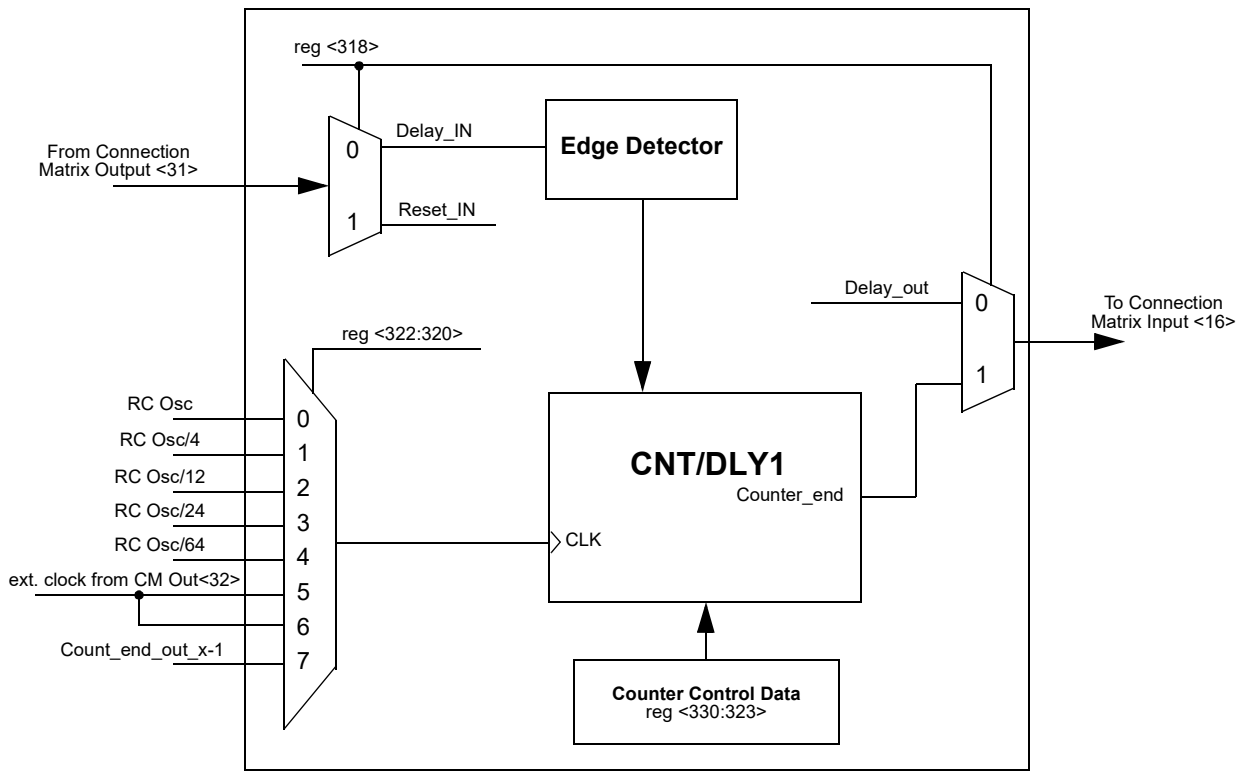 reg <318>
From Connection
Matrix Output <31>
0
1
Delay_IN
Reset_IN
Edge Detector
Delay_out
0
1
To Connection
Matrix Input <16>
reg <322:320>
RC Osc
RC Osc/4
RC Osc/12
RC Osc/24
RC Osc/64
ext. clock from CM Out<32>
Count_end_out_x-1
0
1
2
3
4
5
6
7
CNT/DLY1
Counter_end
CLK
Counter Control Data
reg <330:323>